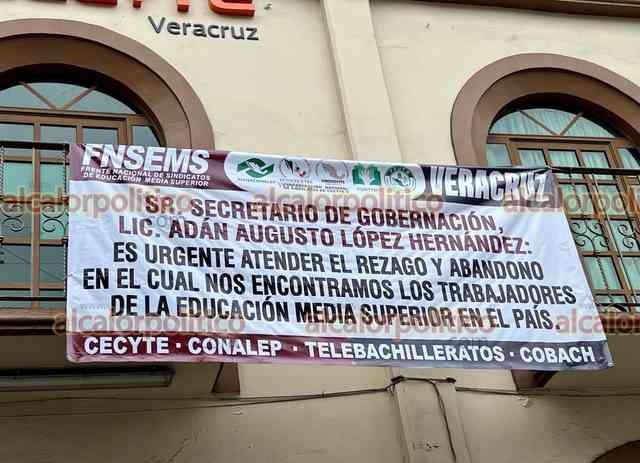 Veracruz
FNSEMS
FRENTE NACIONAL DE SINDICATOS
DE EDUCACIÓN MEDIA SUPERIOR
VERACRUZ
SR. SECRETARIO DE GOBERNACIÓN,
LIC. ADÁN AUGUSTO LÓPEZ HERNÁNDEZ:
ES URGENTE ATENDER EL REZAGO Y ABANDONO
EN EL CUAL NOS ENCONTRAMOS LOS TRABAJADORES
DE LA EDUCACIÓN MEDIA SUPERIOR EN EL PAÍS.
CECYTE · CONALEP · TELEBACHILLERATOS · COBACH
alcalorpolitico